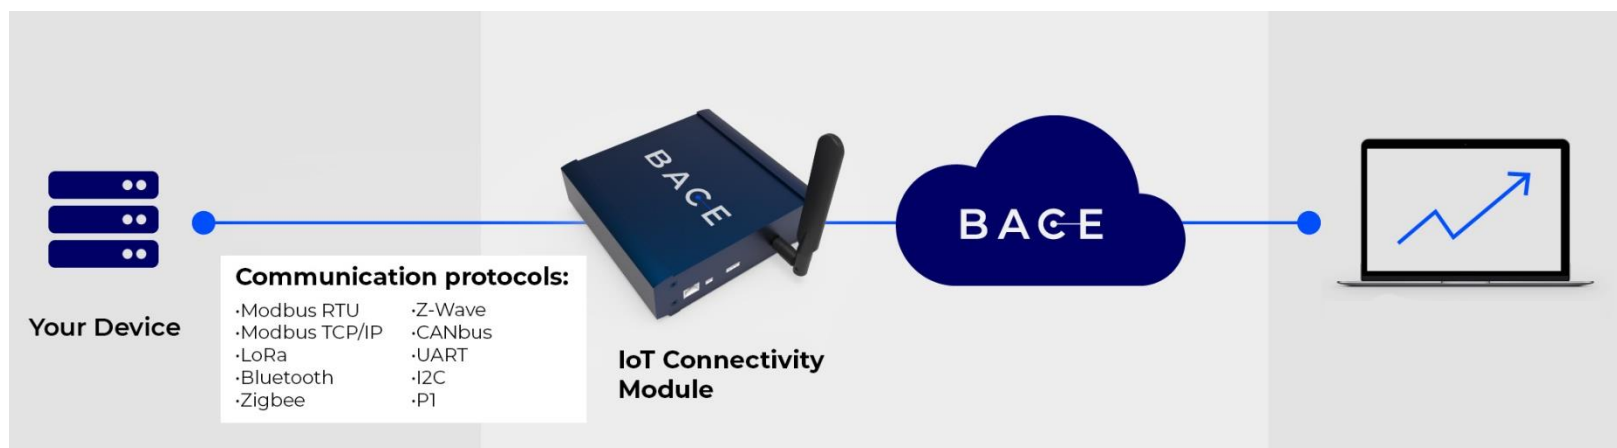 Your Device
Communication protocols:
·Modbus RTU
·Modbus TCP/IP
·LoRa
·Bluetooth
·Zigbee
·Z-Wave
·CANbus
·UART
·I2C
·P1
BACE
IoT Connectivity
Module
BACE